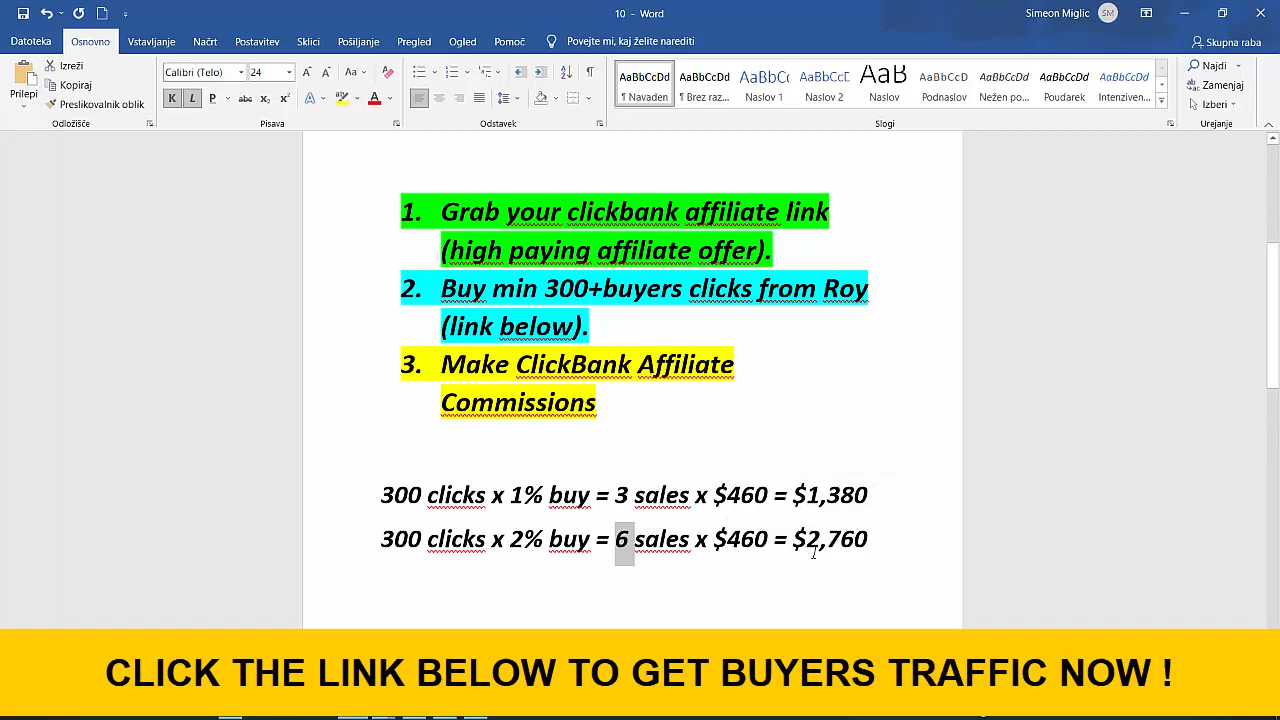 10 - Word
Simeon Miglic SM
Datoteka Osnovno Vstavljanje Načrt Postavitev Sklici Pošiljanje Pregled Ogled Pomoč Povejte mi, kaj želite narediti Skupna raba
Prilepi Izreži
Kopiraj
Preslikovalnik oblik
Odložišče
Calibri (Telo) 24
K L P abc x₂ x² A A
Pisava
Odstavek
AaBbCcDd AaBbCcDd AaBbC AaBbCcE AaB AaBbCcD AaBbCcDd AaBbCcDd AaBbCcDd
¶ Navaden ¶ Brez raz... Naslov 1 Naslov 2 Naslov Podnaslov Nežen po... Poudarek Intenziven...
Slogi
Najdi
Zamenjaj
Izberi
Urejanje
1. Grab your clickbank affiliate link
(high paying affiliate offer).
2. Buy min 300+buyers clicks from Roy
(link below).
3. Make ClickBank Affiliate
Commissions
300 clicks x 1% buy = 3 sales x $460 = $1,380
300 clicks x 2% buy = 6 sales x $460 = $2,760
CLICK THE LINK BELOW TO GET BUYERS TRAFFIC NOW !